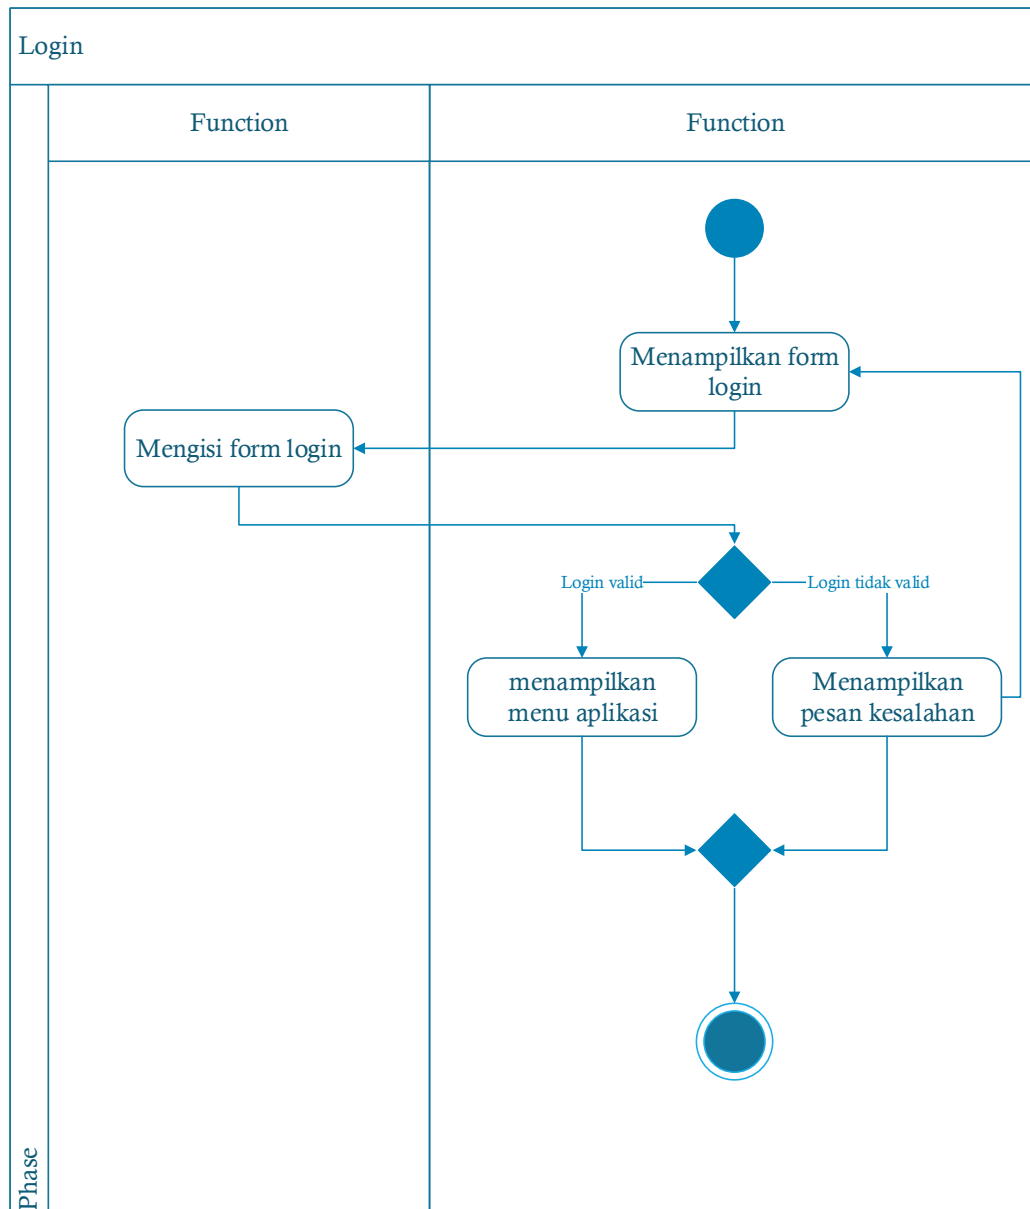 Login
Function
Function
Menampilkan form
login
Mengisi form login
Login valid
Login tidak valid
menampilkan
menu aplikasi
Menampilkan
pesan kesalahan
Phase